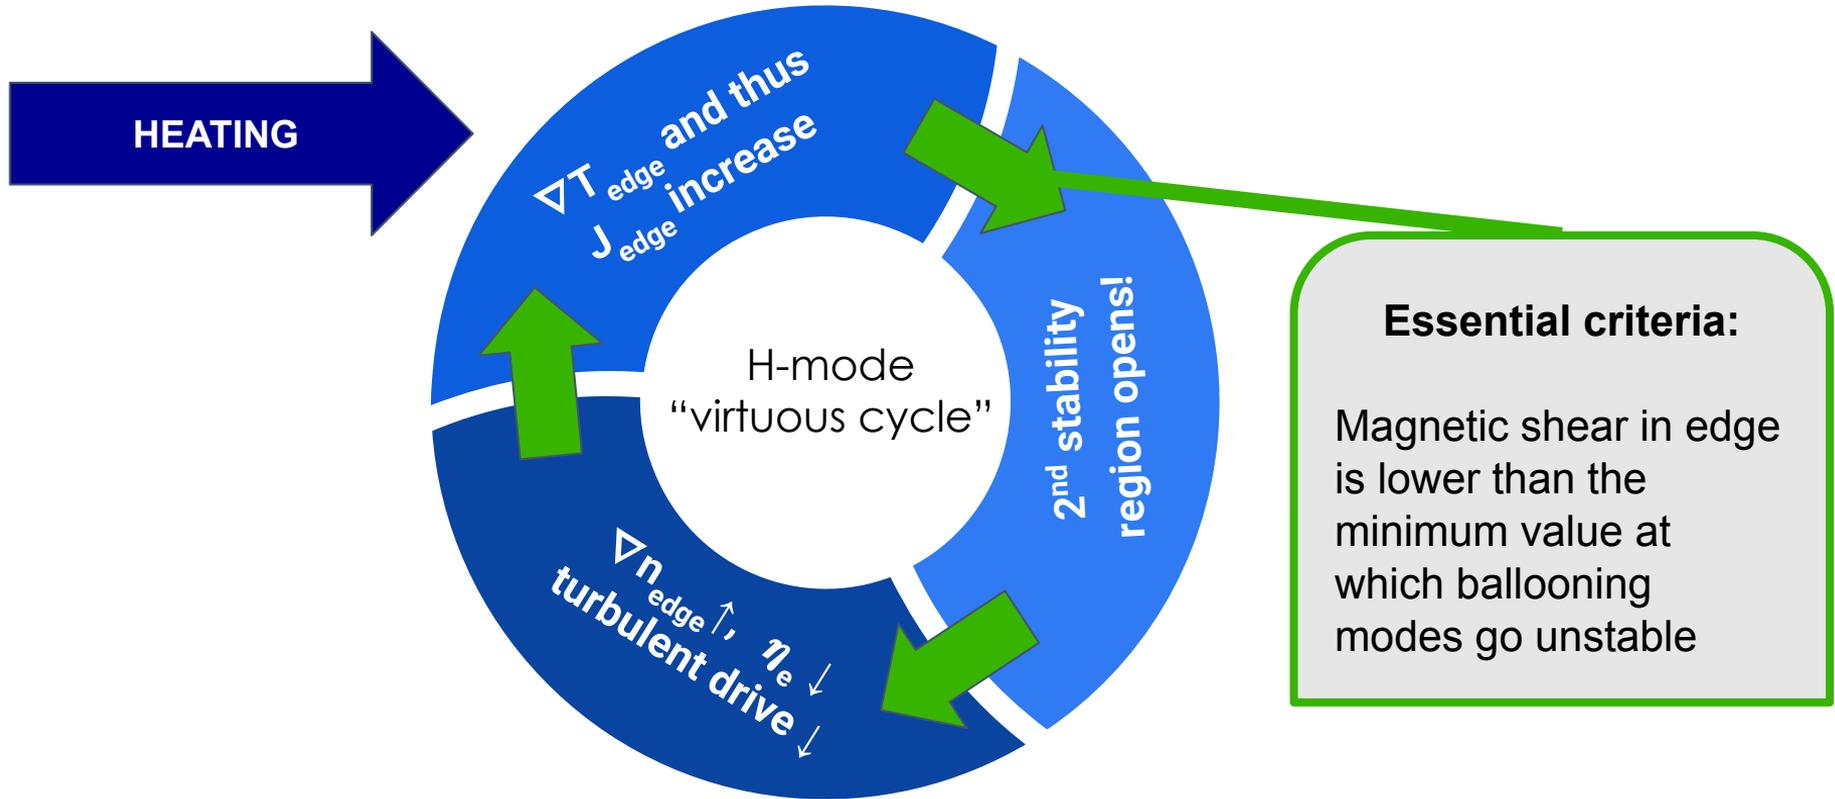 HEATING
∇T edge and thus
J edge increase
2nd stability
region opens!
∇n edge ↑, ηe ↓
turbulent drive ↓
H-mode
“virtuous cycle”
Essential criteria:
Magnetic shear in edge
is lower than the
minimum value at
which ballooning
modes go unstable